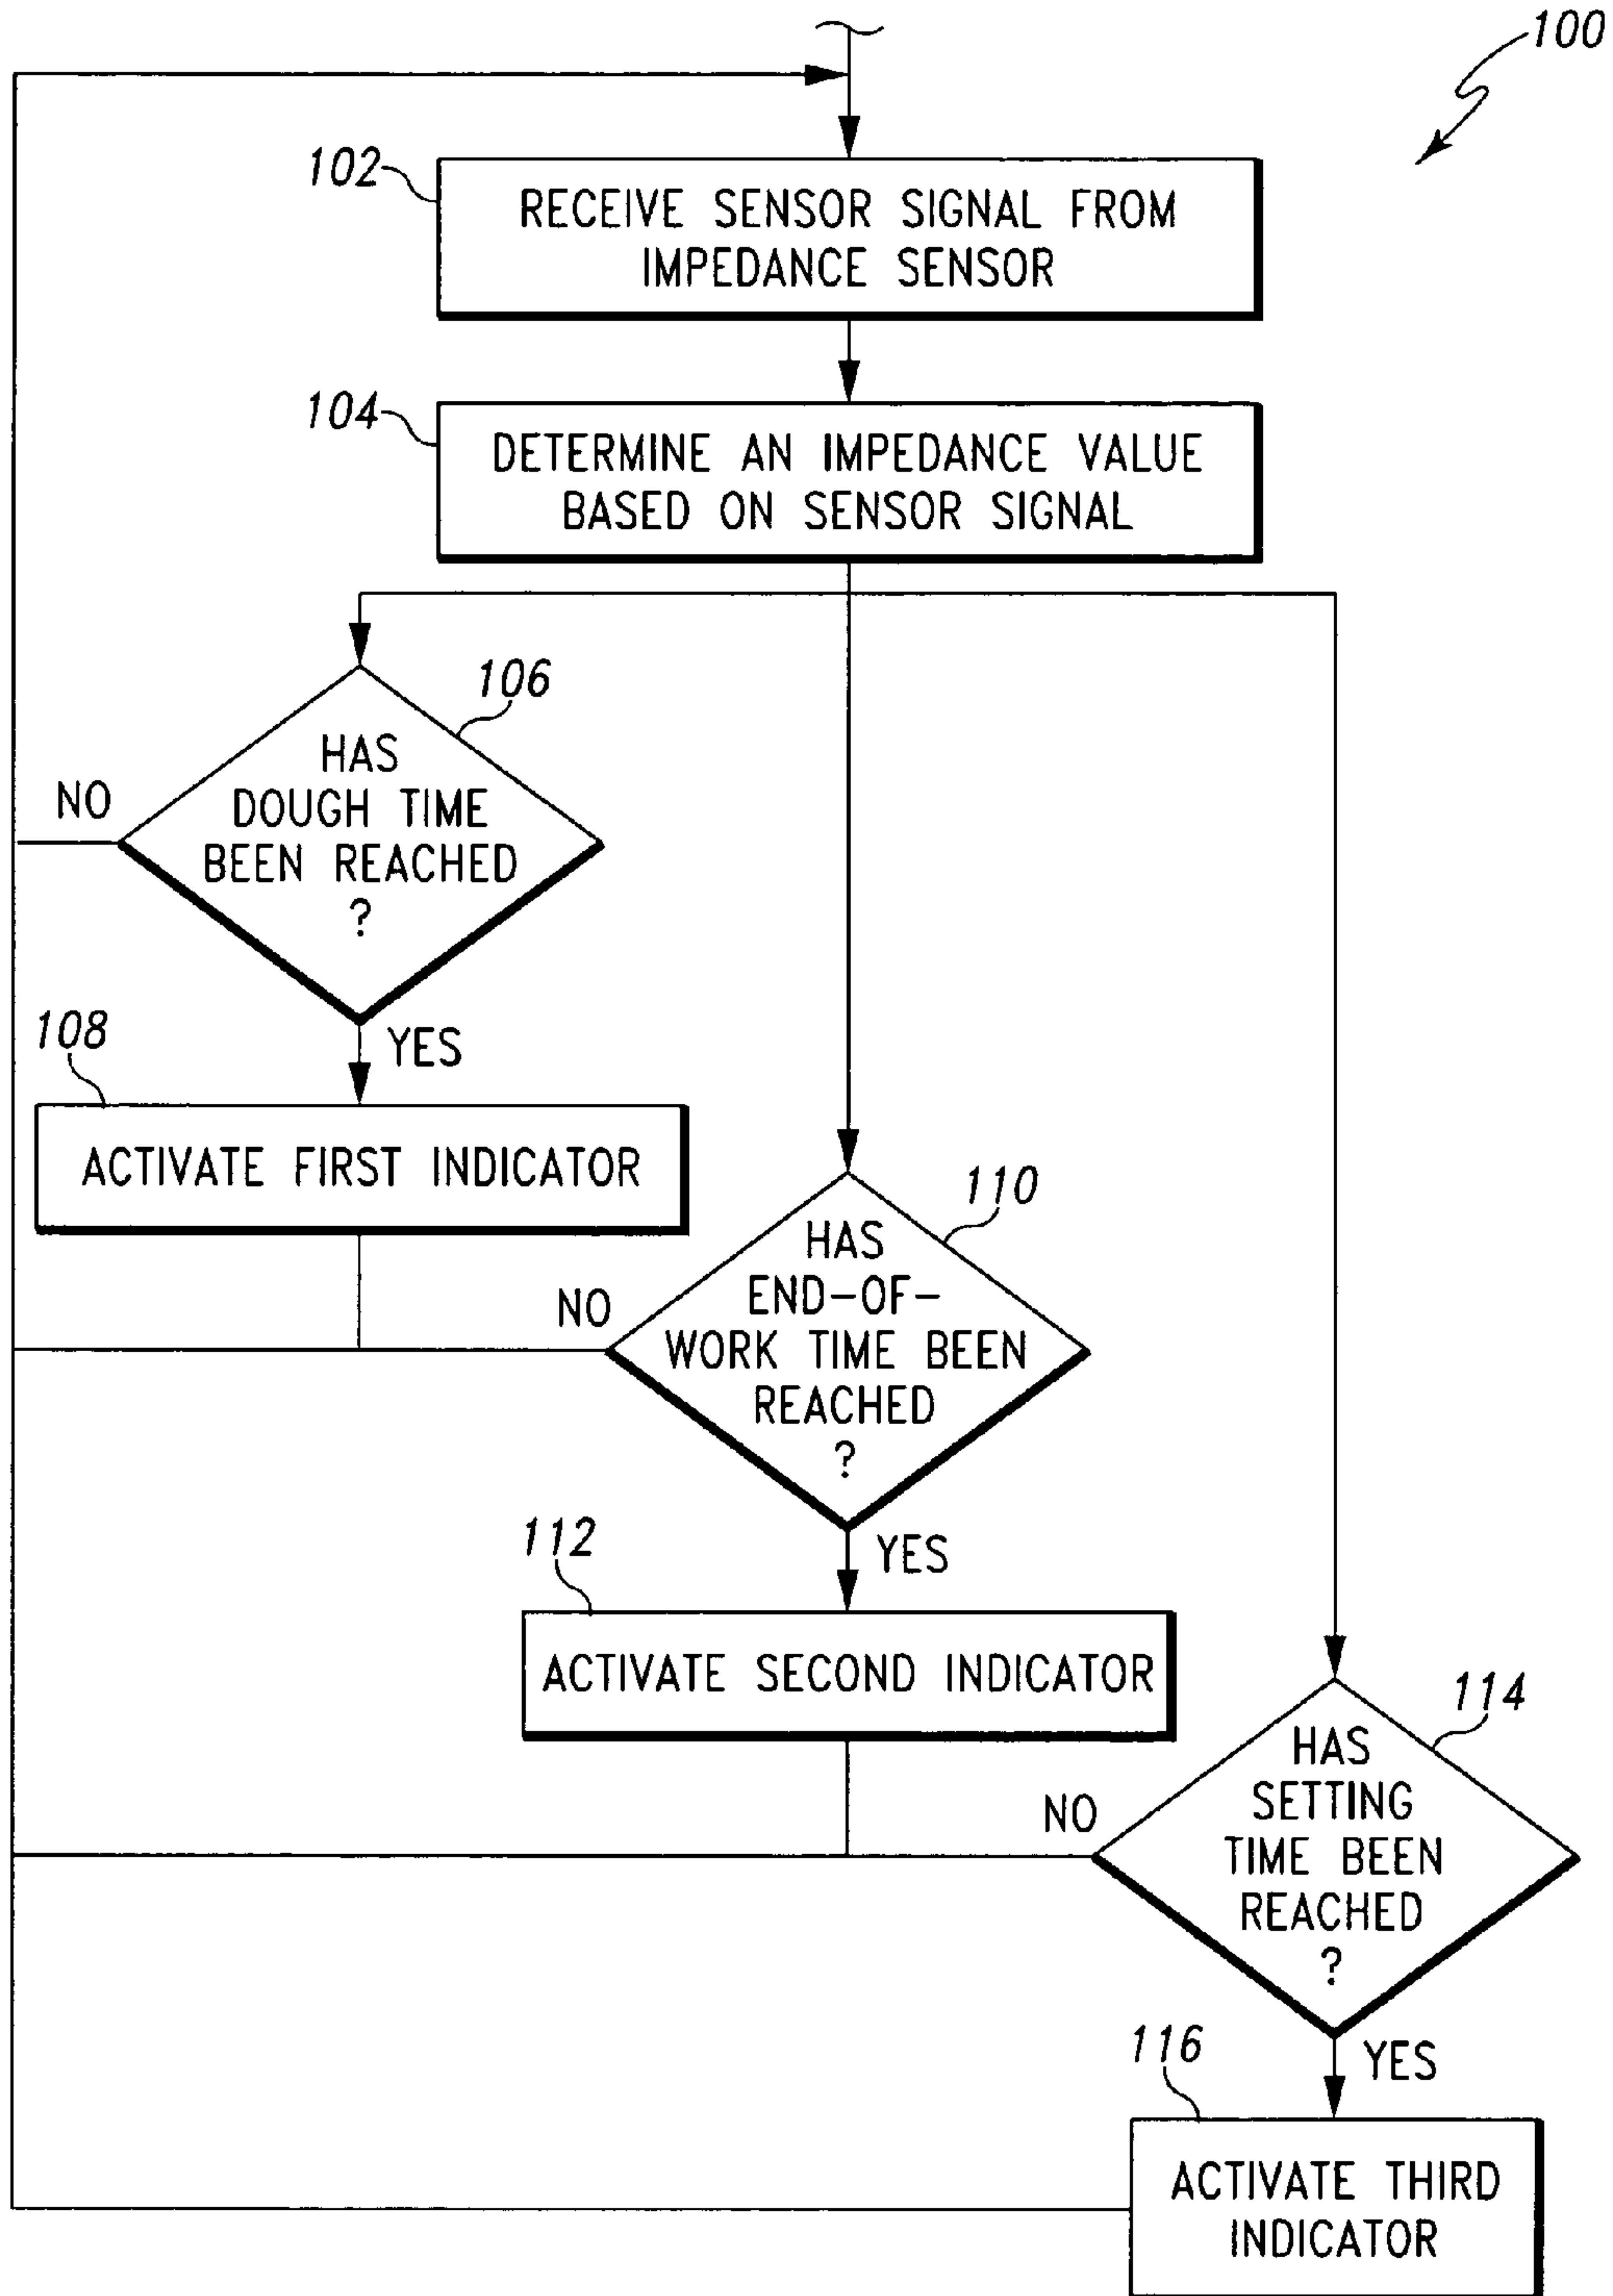 100
102
RECEIVE SENSOR SIGNAL FROM
IMPEDANCE SENSOR
104
DETERMINE AN IMPEDANCE VALUE
BASED ON SENSOR SIGNAL
106
HAS
DOUGH TIME
BEEN REACHED
?
NO
YES
108
ACTIVATE FIRST INDICATOR
110
HAS
END-OF-
WORK TIME BEEN
REACHED
?
NO
YES
112
ACTIVATE SECOND INDICATOR
114
HAS
SETTING
TIME BEEN
REACHED
?
NO
YES
116
ACTIVATE THIRD
INDICATOR